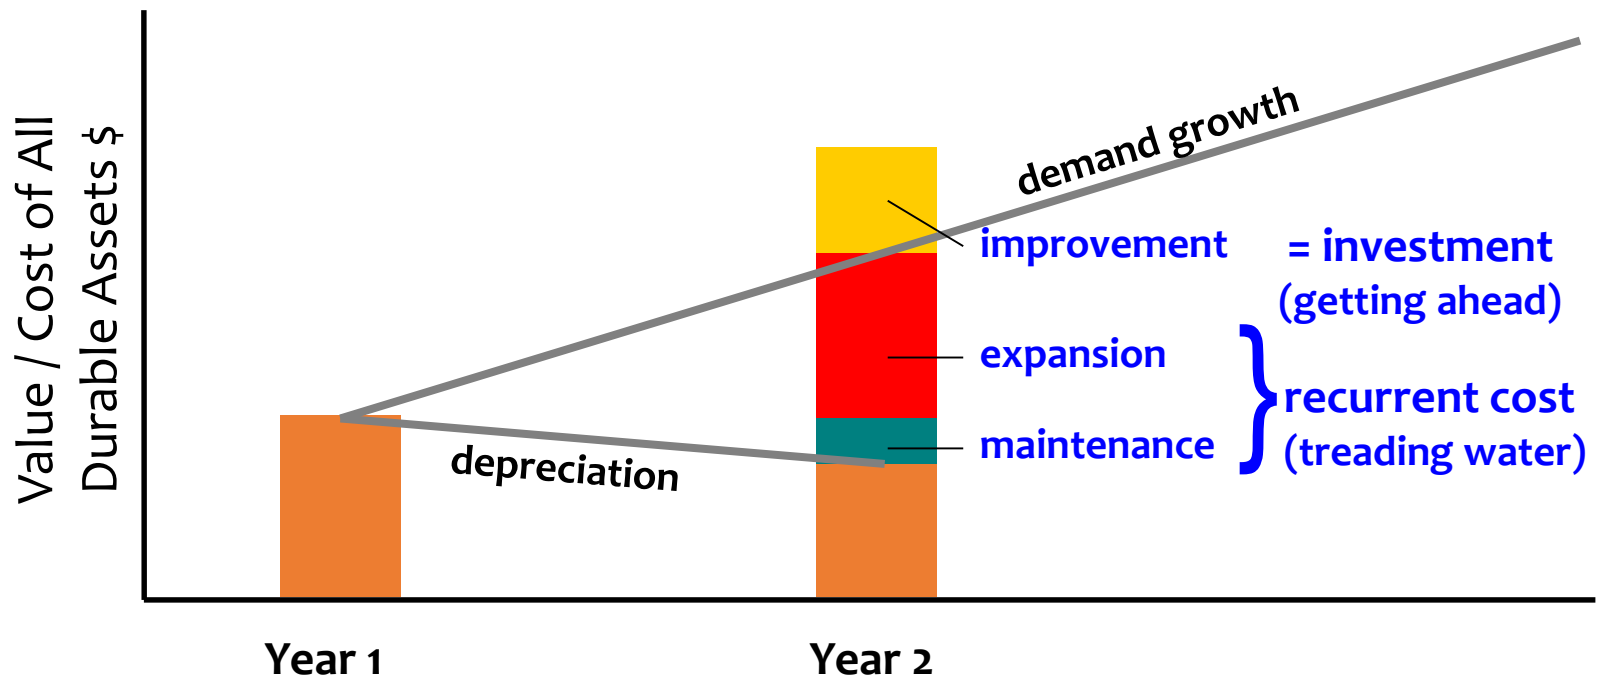 Value / Cost of All
Durable Assets $
demand growth
improvement
= investment
(getting ahead)
expansion
}
recurrent cost
maintenance
(treading water)
depreciation
Year 1
Year 2